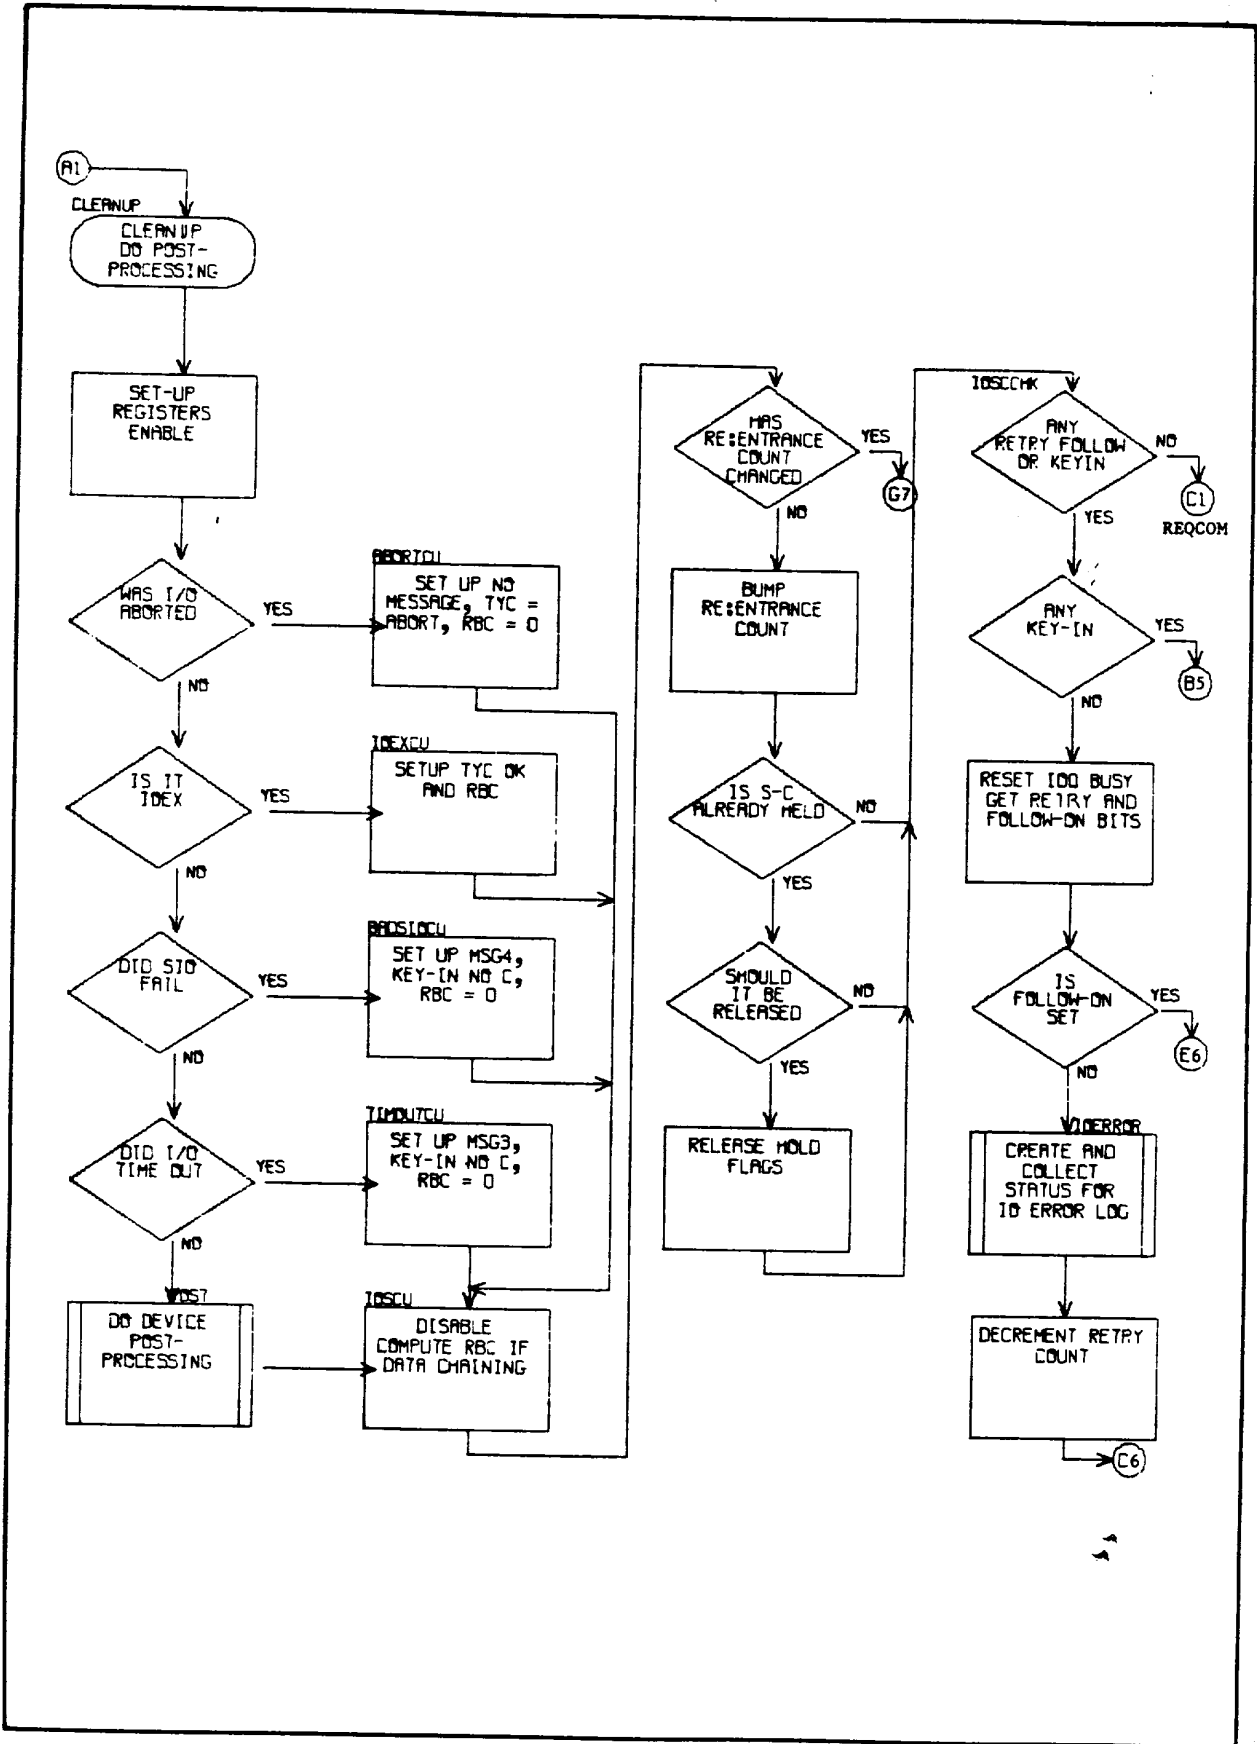 A1
CLEANUP
CLEANUP
DO POST-
PROCESSING
SET-UP
REGISTERS
ENABLE
WAS I/O
ABORTED
YES
NO
ABORTCU
SET UP NO
MESSAGE, TYC =
ABORT, RBC = 0
IS IT
IOEX
YES
NO
IOEXCU
SETUP TYC OK
AND RBC
DID SIO
FAIL
YES
NO
BADSIOCU
SET UP MSG4,
KEY-IN NO C,
RBC = 0
DID I/O
TIME OUT
YES
NO
TIMOUTCU
SET UP MSG3,
KEY-IN NO C,
RBC = 0
POST
DO DEVICE
POST-
PROCESSING
IOSCU
DISABLE
COMPUTE RBC IF
DATA CHAINING
HAS
RE:ENTRANCE
COUNT
CHANGED
YES
G7
NO
BUMP
RE:ENTRANCE
COUNT
IS S-C
ALREADY HELD
NO
YES
SHOULD
IT BE
RELEASED
NO
YES
RELEASE HOLD
FLAGS
IOSCCHK
ANY
RETRY FOLLOW
OR KEYIN
NO
C1
REQCOM
YES
ANY
KEY-IN
YES
B5
NO
RESET IOQ BUSY
GET RETRY AND
FOLLOW-ON BITS
IS
FOLLOW-ON
SET
YES
E6
NO
IOERROR
CREATE AND
COLLECT
STATUS FOR
IO ERROR LOG
DECREMENT RETRY
COUNT
C6